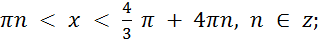 πn < x < 4/3 π + 4πn, n ∈ z;